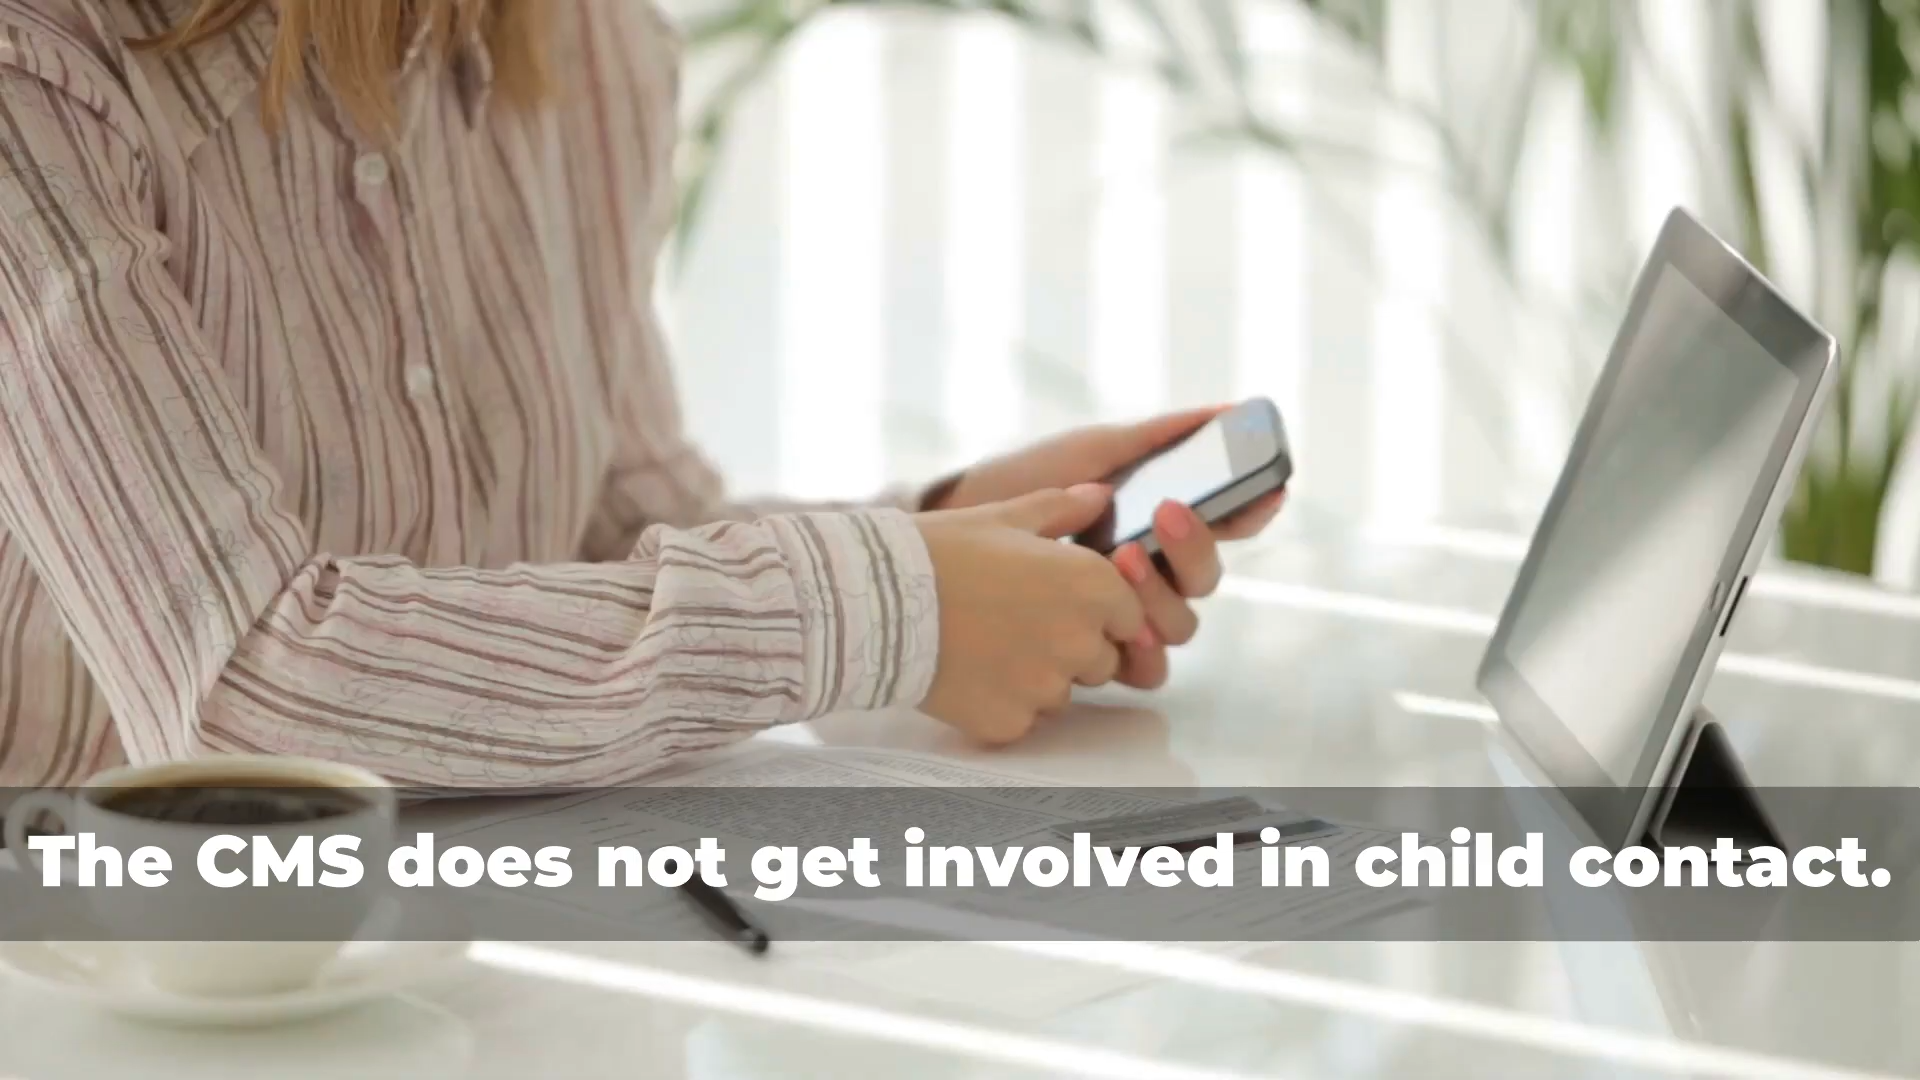 The CMS does not get involved in child contact.